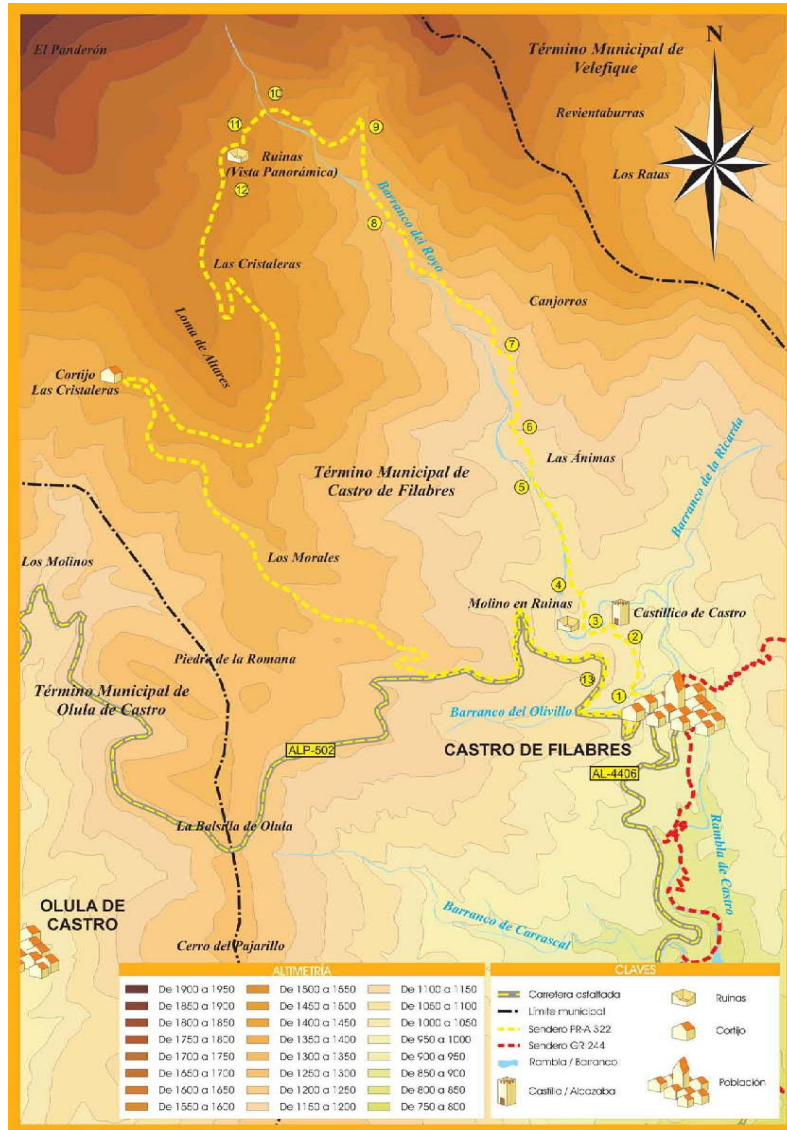 El Panderón
Término Municipal de
Velefique
N
Revientaburras
Los Ratas
10
11
9
Ruinas
(Vista Panorámica)
12
8
Barranco del Royo
Las Cristaleras
Canjorros
Loma de Altares
7
Cortijo
Las Cristaleras
6
Las Ánimas
Barranco de la Ricarda
Término Municipal de
Castro de Filabres
5
Los Morales
Los Molinos
4
Molino en Ruinas
Castillico de Castro
3
2
Piedra de la Romana
13
1
Término Municipal de
Olula de Castro
Barranco del Olivillo
CASTRO DE FILABRES
ALP-502
AL-4406
La Balsilla de Olula
Rambla de Castro
OLULA DE
CASTRO
Barranco de Carrascal
Cerro del Pajarillo
ALTIMETRÍA
De 1900 a 1950
De 1850 a 1900
De 1800 a 1850
De 1750 a 1800
De 1700 a 1750
De 1650 a 1700
De 1600 a 1650
De 1550 a 1600
De 1500 a 1550
De 1450 a 1500
De 1400 a 1450
De 1350 a 1400
De 1300 a 1350
De 1250 a 1300
De 1200 a 1250
De 1150 a 1200
De 1100 a 1150
De 1050 a 1100
De 1000 a 1050
De 950 a 1000
De 900 a 950
De 850 a 900
De 800 a 850
De 750 a 800
CLAVES
Carretera asfaltada
Límite municipal
Sendero PR-A 322
Sendero GR 244
Rambla / Barranco
Castillo / Alcazaba
Ruinas
Cortijo
Población